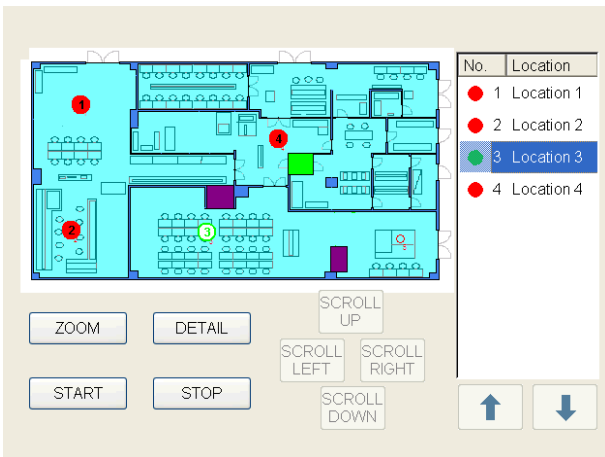 No. Location
1 Location 1
2 Location 2
3 Location 3
4 Location 4
1
4
2
3
ZOOM
DETAIL
START
STOP
SCROLL
UP
SCROLL
LEFT
SCROLL
RIGHT
SCROLL
DOWN